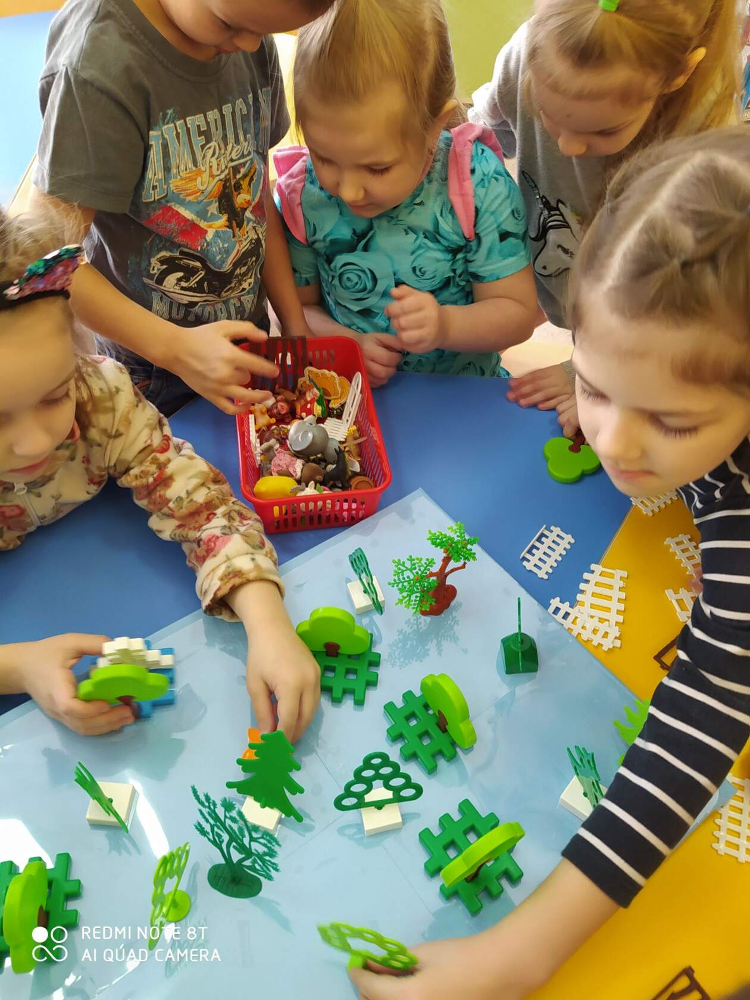 AMERICAN
Riders
MOTORCY
REDMI NOTE 8T
AI QUAD CAMERA